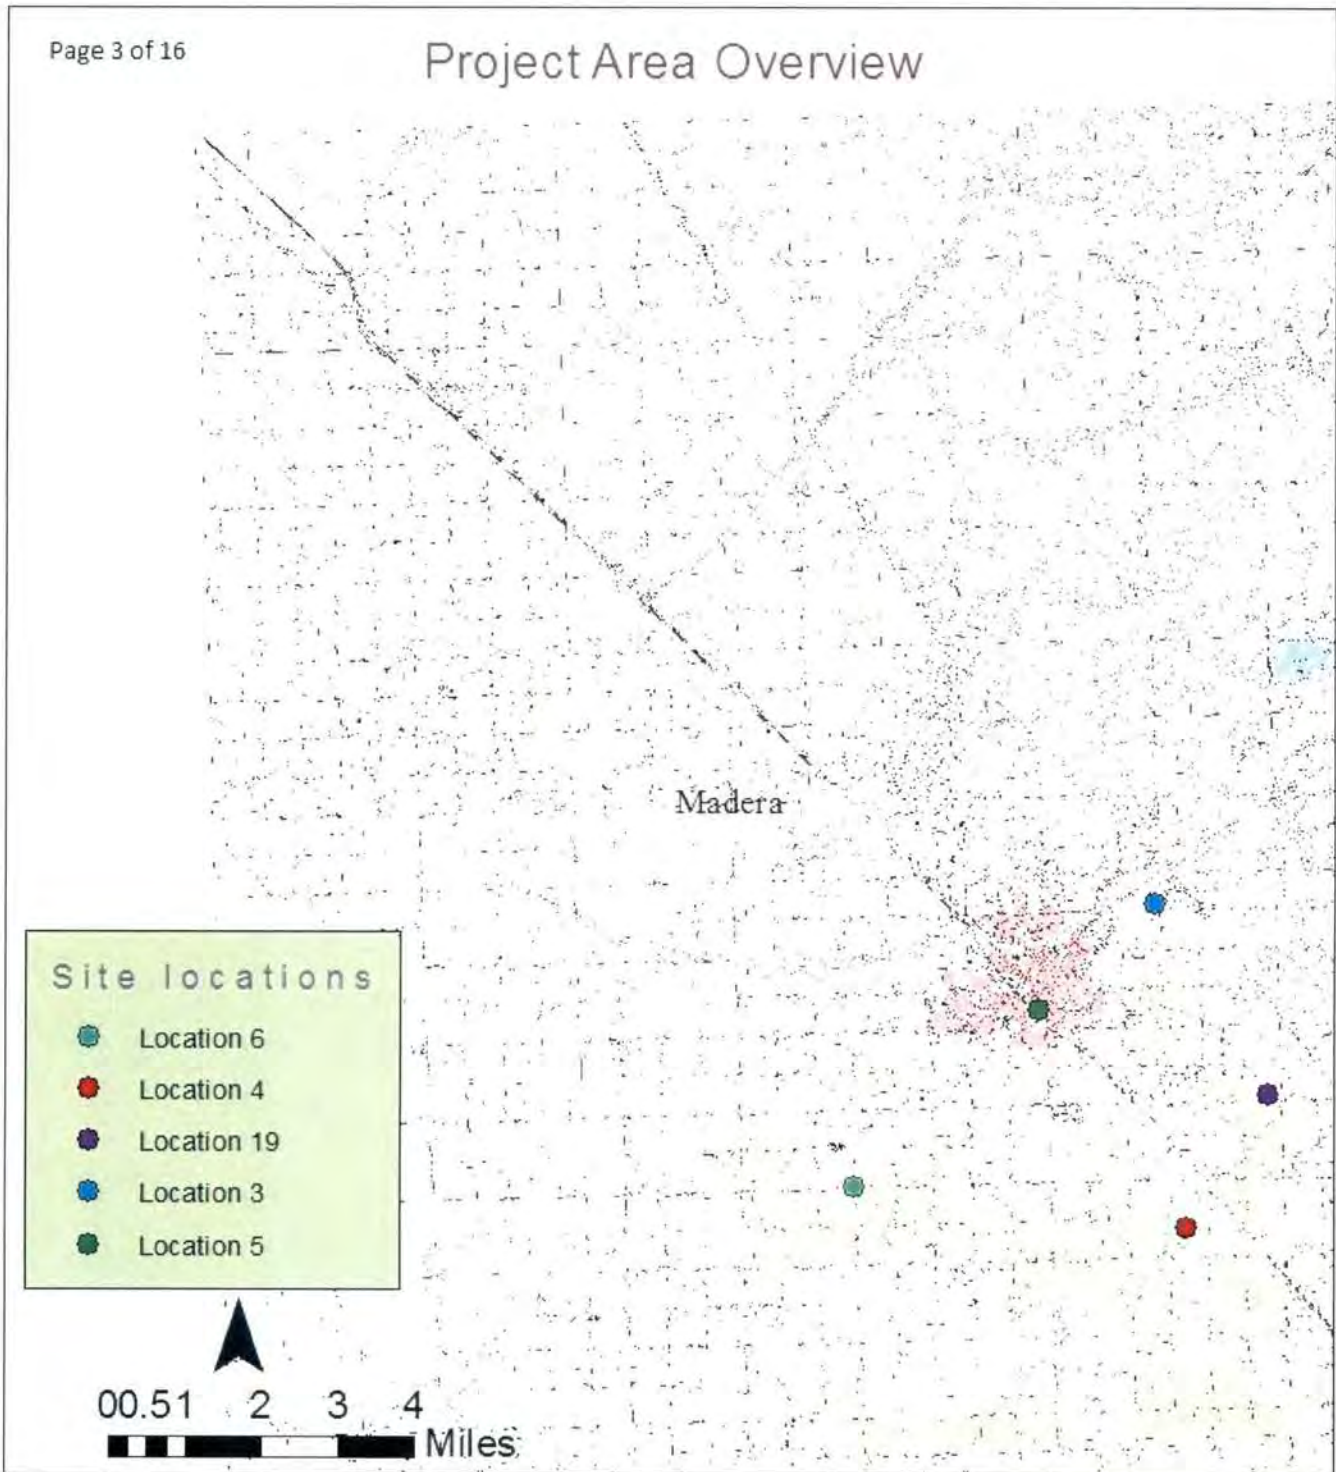 Page 3 of 16
Project Area Overview
Madera
Site locations
Location 6
Location 4
Location 19
Location 3
Location 5
00.51 2 3 4
Miles